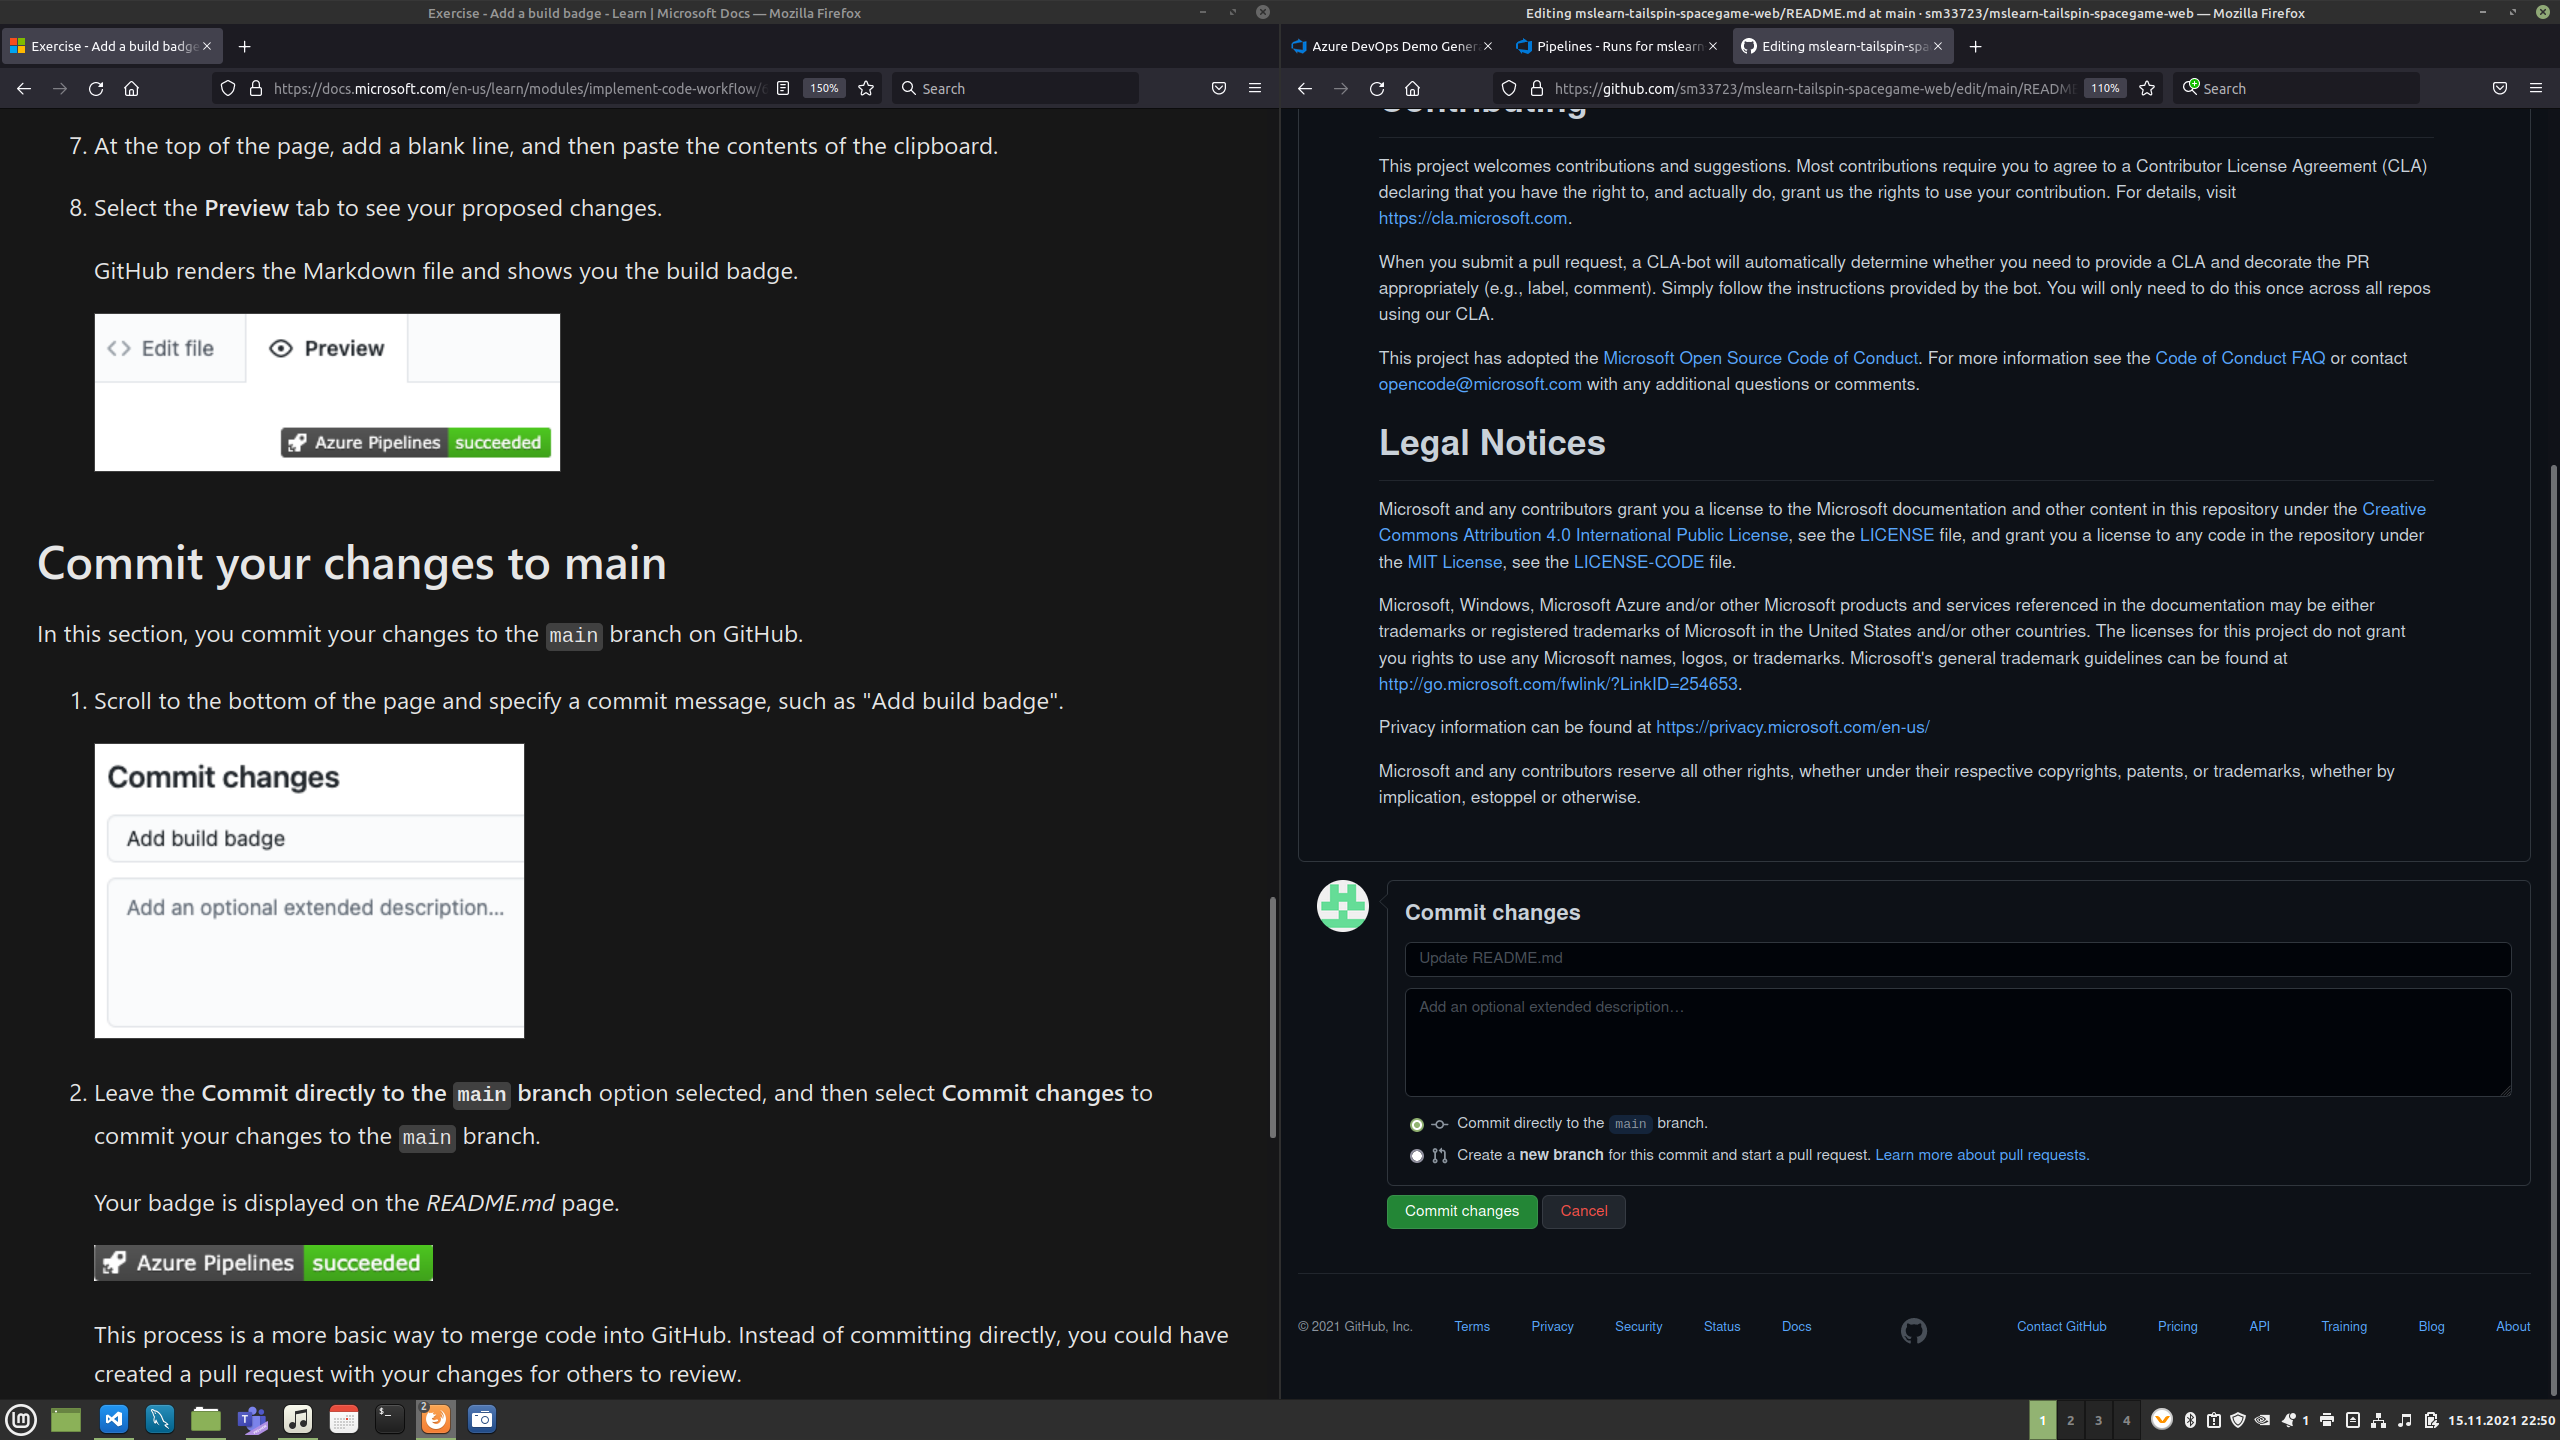 Exercise - Add a build badge - Learn | Microsoft Docs — Mozilla Firefox
Exercise - Add a build badge
https://docs.microsoft.com/en-us/learn/modules/implement-code-workflow/
150%
Search
7. At the top of the page, add a blank line, and then paste the contents of the clipboard.
8. Select the Preview tab to see your proposed changes.
GitHub renders the Markdown file and shows you the build badge.
Edit file
Preview
Azure Pipelines succeeded
Commit your changes to main
In this section, you commit your changes to the main branch on GitHub.
1. Scroll to the bottom of the page and specify a commit message, such as "Add build badge".
Commit changes
Add build badge
Add an optional extended description...
2. Leave the Commit directly to the main branch option selected, and then select Commit changes to
commit your changes to the main branch.
Your badge is displayed on the README.md page.
Azure Pipelines succeeded
This process is a more basic way to merge code into GitHub. Instead of committing directly, you could have
created a pull request with your changes for others to review.
Editing mslearn-tailspin-spacegame-web/README.md at main · sm33723/mslearn-tailspin-spacegame-web — Mozilla Firefox
Azure DevOps Demo Gener
Pipelines - Runs for mslearn
Editing mslearn-tailspin-spa
https://github.com/sm33723/mslearn-tailspin-spacegame-web/edit/main/README
110%
Search
Contributing
This project welcomes contributions and suggestions. Most contributions require you to agree to a Contributor License Agreement (CLA)
declaring that you have the right to, and actually do, grant us the rights to use your contribution. For details, visit
https://cla.microsoft.com.
When you submit a pull request, a CLA-bot will automatically determine whether you need to provide a CLA and decorate the PR
appropriately (e.g., label, comment). Simply follow the instructions provided by the bot. You will only need to do this once across all repos
using our CLA.
This project has adopted the Microsoft Open Source Code of Conduct. For more information see the Code of Conduct FAQ or contact
opencode@microsoft.com with any additional questions or comments.
Legal Notices
Microsoft and any contributors grant you a license to the Microsoft documentation and other content in this repository under the Creative
Commons Attribution 4.0 International Public License, see the LICENSE file, and grant you a license to any code in the repository under
the MIT License, see the LICENSE-CODE file.
Microsoft, Windows, Microsoft Azure and/or other Microsoft products and services referenced in the documentation may be either
trademarks or registered trademarks of Microsoft in the United States and/or other countries. The licenses for this project do not grant
you rights to use any Microsoft names, logos, or trademarks. Microsoft's general trademark guidelines can be found at
http://go.microsoft.com/fwlink/?LinkID=254653.
Privacy information can be found at https://privacy.microsoft.com/en-us/
Microsoft and any contributors reserve all other rights, whether under their respective copyrights, patents, or trademarks, whether by
implication, estoppel or otherwise.
Commit changes
Update README.md
Add an optional extended description…
Commit directly to the main branch.
Create a new branch for this commit and start a pull request. Learn more about pull requests.
Commit changes
Cancel
© 2021 GitHub, Inc. Terms Privacy Security Status Docs Contact GitHub Pricing API Training Blog About
2
1 2 3 4
1
15.11.2021 22:50